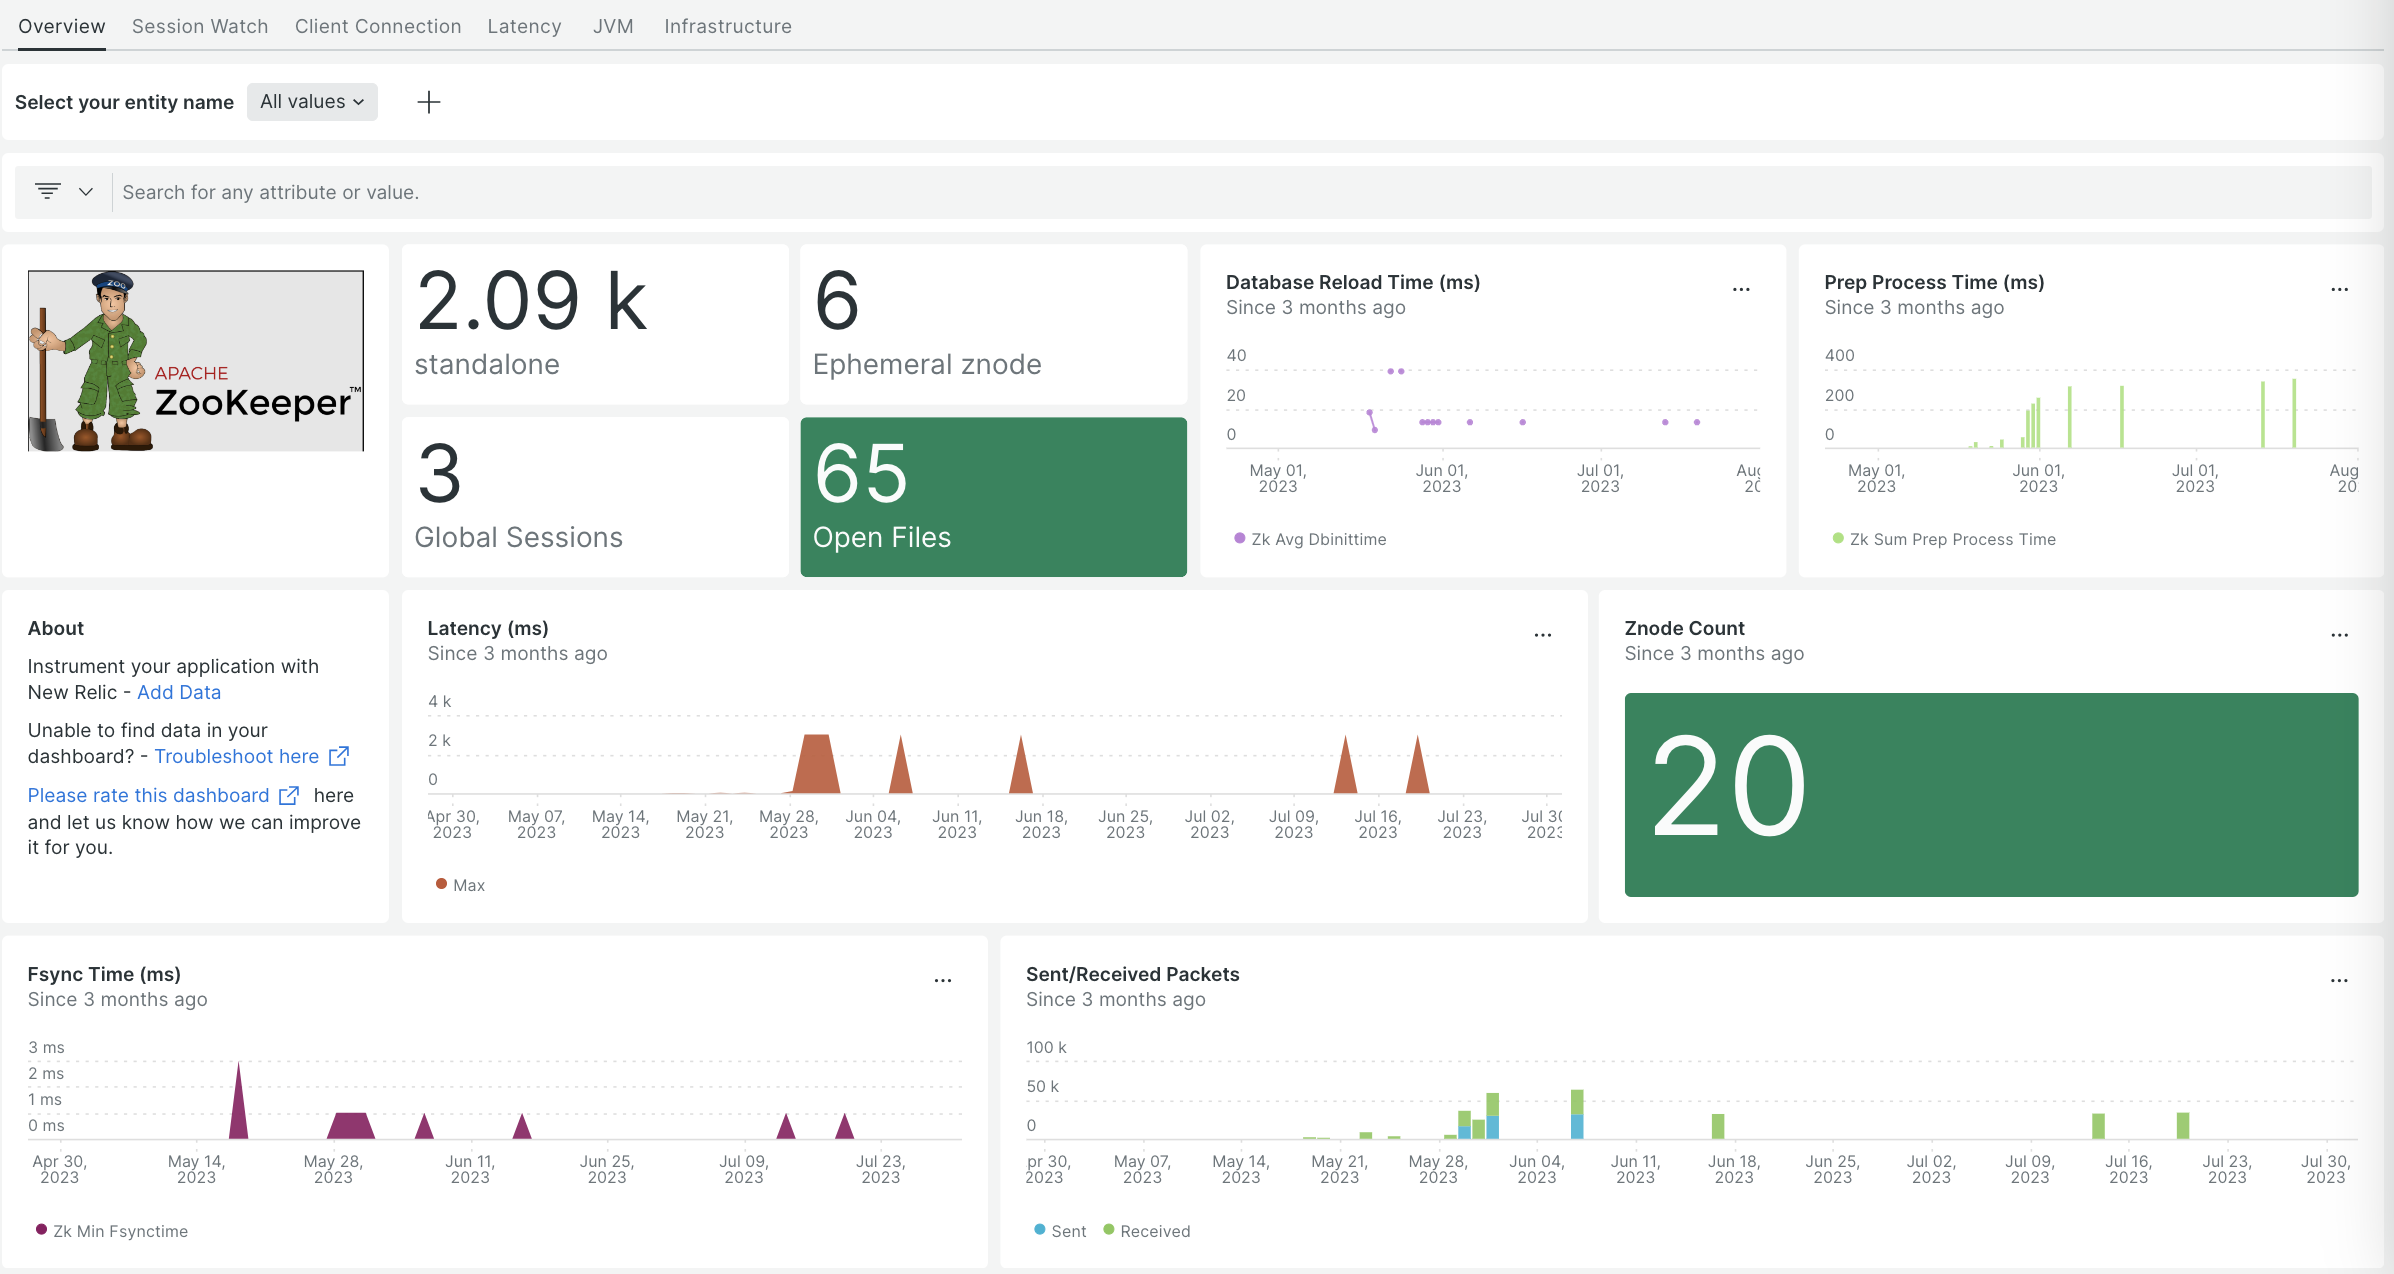 Overview Session Watch Client Connection Latency JVM Infrastructure
Select your entity name All values
Search for any attribute or value.
ZOO
APACHE
ZooKeeper™
2.09 k
standalone
6
Ephemeral znode
3
Global Sessions
65
Open Files
Database Reload Time (ms)
Since 3 months ago
40
20
0
May 01, Jun 01, Jul 01,
2023 2023 2023
Zk Avg Dbinittime
Prep Process Time (ms)
Since 3 months ago
400
200
0
May 01, Jun 01, Jul 01, Aug
2023 2023 2023 20
Zk Sum Prep Process Time
About
Instrument your application with
New Relic - Add Data
Unable to find data in your
dashboard? - Troubleshoot here
Please rate this dashboard here
and let us know how we can improve
it for you.
Latency (ms)
Since 3 months ago
4 k
2 k
0
Apr 30, May 07, May 14, May 21, May 28, Jun 04, Jun 11, Jun 18, Jun 25, Jul 02, Jul 09, Jul 16, Jul 23, Jul 30
2023 2023 2023 2023 2023 2023 2023 2023 2023 2023 2023 2023 2023 2023
Max
Znode Count
Since 3 months ago
20
Fsync Time (ms)
Since 3 months ago
3 ms
2 ms
1 ms
0 ms
Apr 30, May 14, May 28, Jun 11, Jun 25, Jul 09, Jul 23,
2023 2023 2023 2023 2023 2023 2023
Zk Min Fsynctime
Sent/Received Packets
Since 3 months ago
100 k
50 k
0
pr 30, May 07, May 14, May 21, May 28, Jun 04, Jun 11, Jun 18, Jun 25, Jul 02, Jul 09, Jul 16, Jul 23, Jul 30,
2023 2023 2023 2023 2023 2023 2023 2023 2023 2023 2023 2023 2023 2023
Sent Received